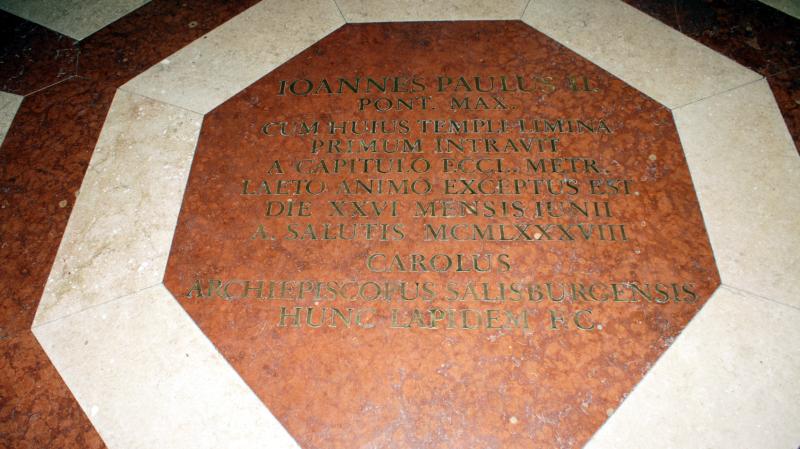 IOANNES PAULUS II.
PONT. MAX.
CUM HUIUS TEMPLI LIMINA
PRIMUM INTRAVIT
A CAPITULO ECCL. METR.
LAETO ANIMO EXCEPTUS EST.
DIE XXVI MENSIS IUNII
A. SALUTIS MCMLXXXVIII
CAROLUS
ARCHIEPISCOPUS SALISBURGENSIS
HUNC LAPIDEM F.C.